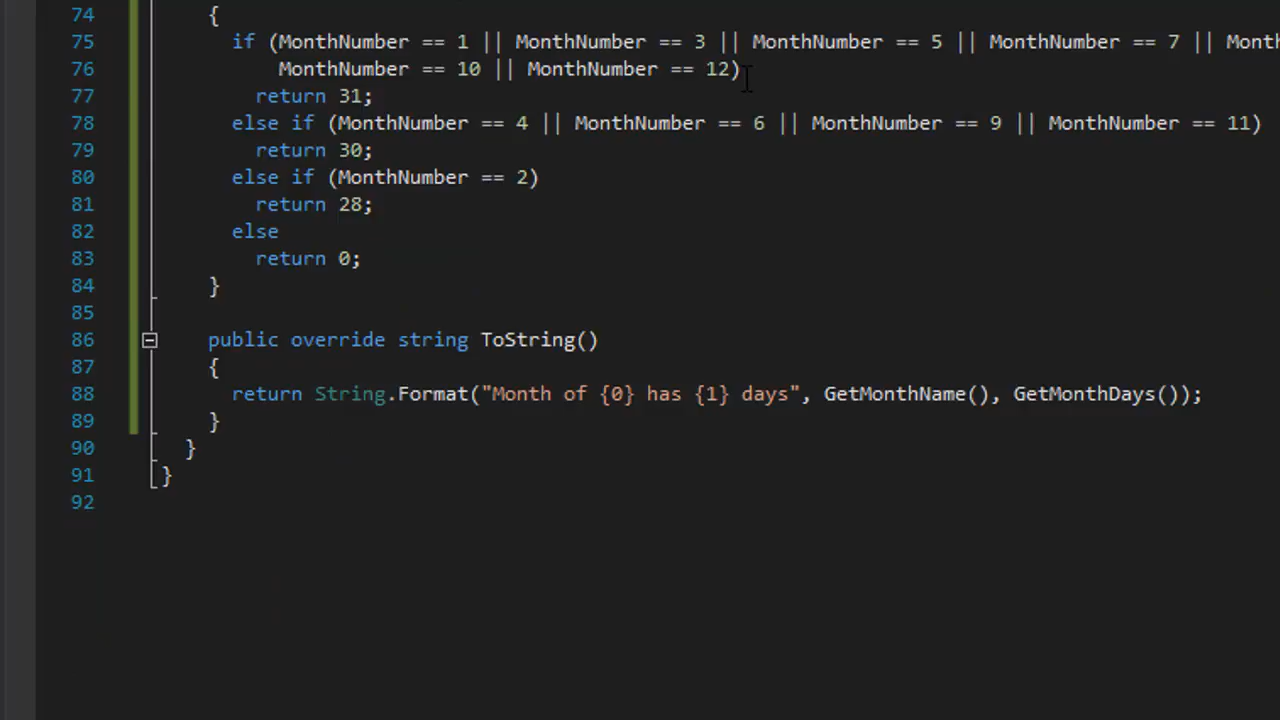 74 {
75 if (MonthNumber == 1 || MonthNumber == 3 || MonthNumber == 5 || MonthNumber == 7 || Month
76 MonthNumber == 10 || MonthNumber == 12)
77 return 31;
78 else if (MonthNumber == 4 || MonthNumber == 6 || MonthNumber == 9 || MonthNumber == 11)
79 return 30;
80 else if (MonthNumber == 2)
81 return 28;
82 else
83 return 0;
84 }
85
86 public override string ToString()
87 {
88 return String.Format("Month of {0} has {1} days", GetMonthName(), GetMonthDays());
89 }
90 }
91 }
92